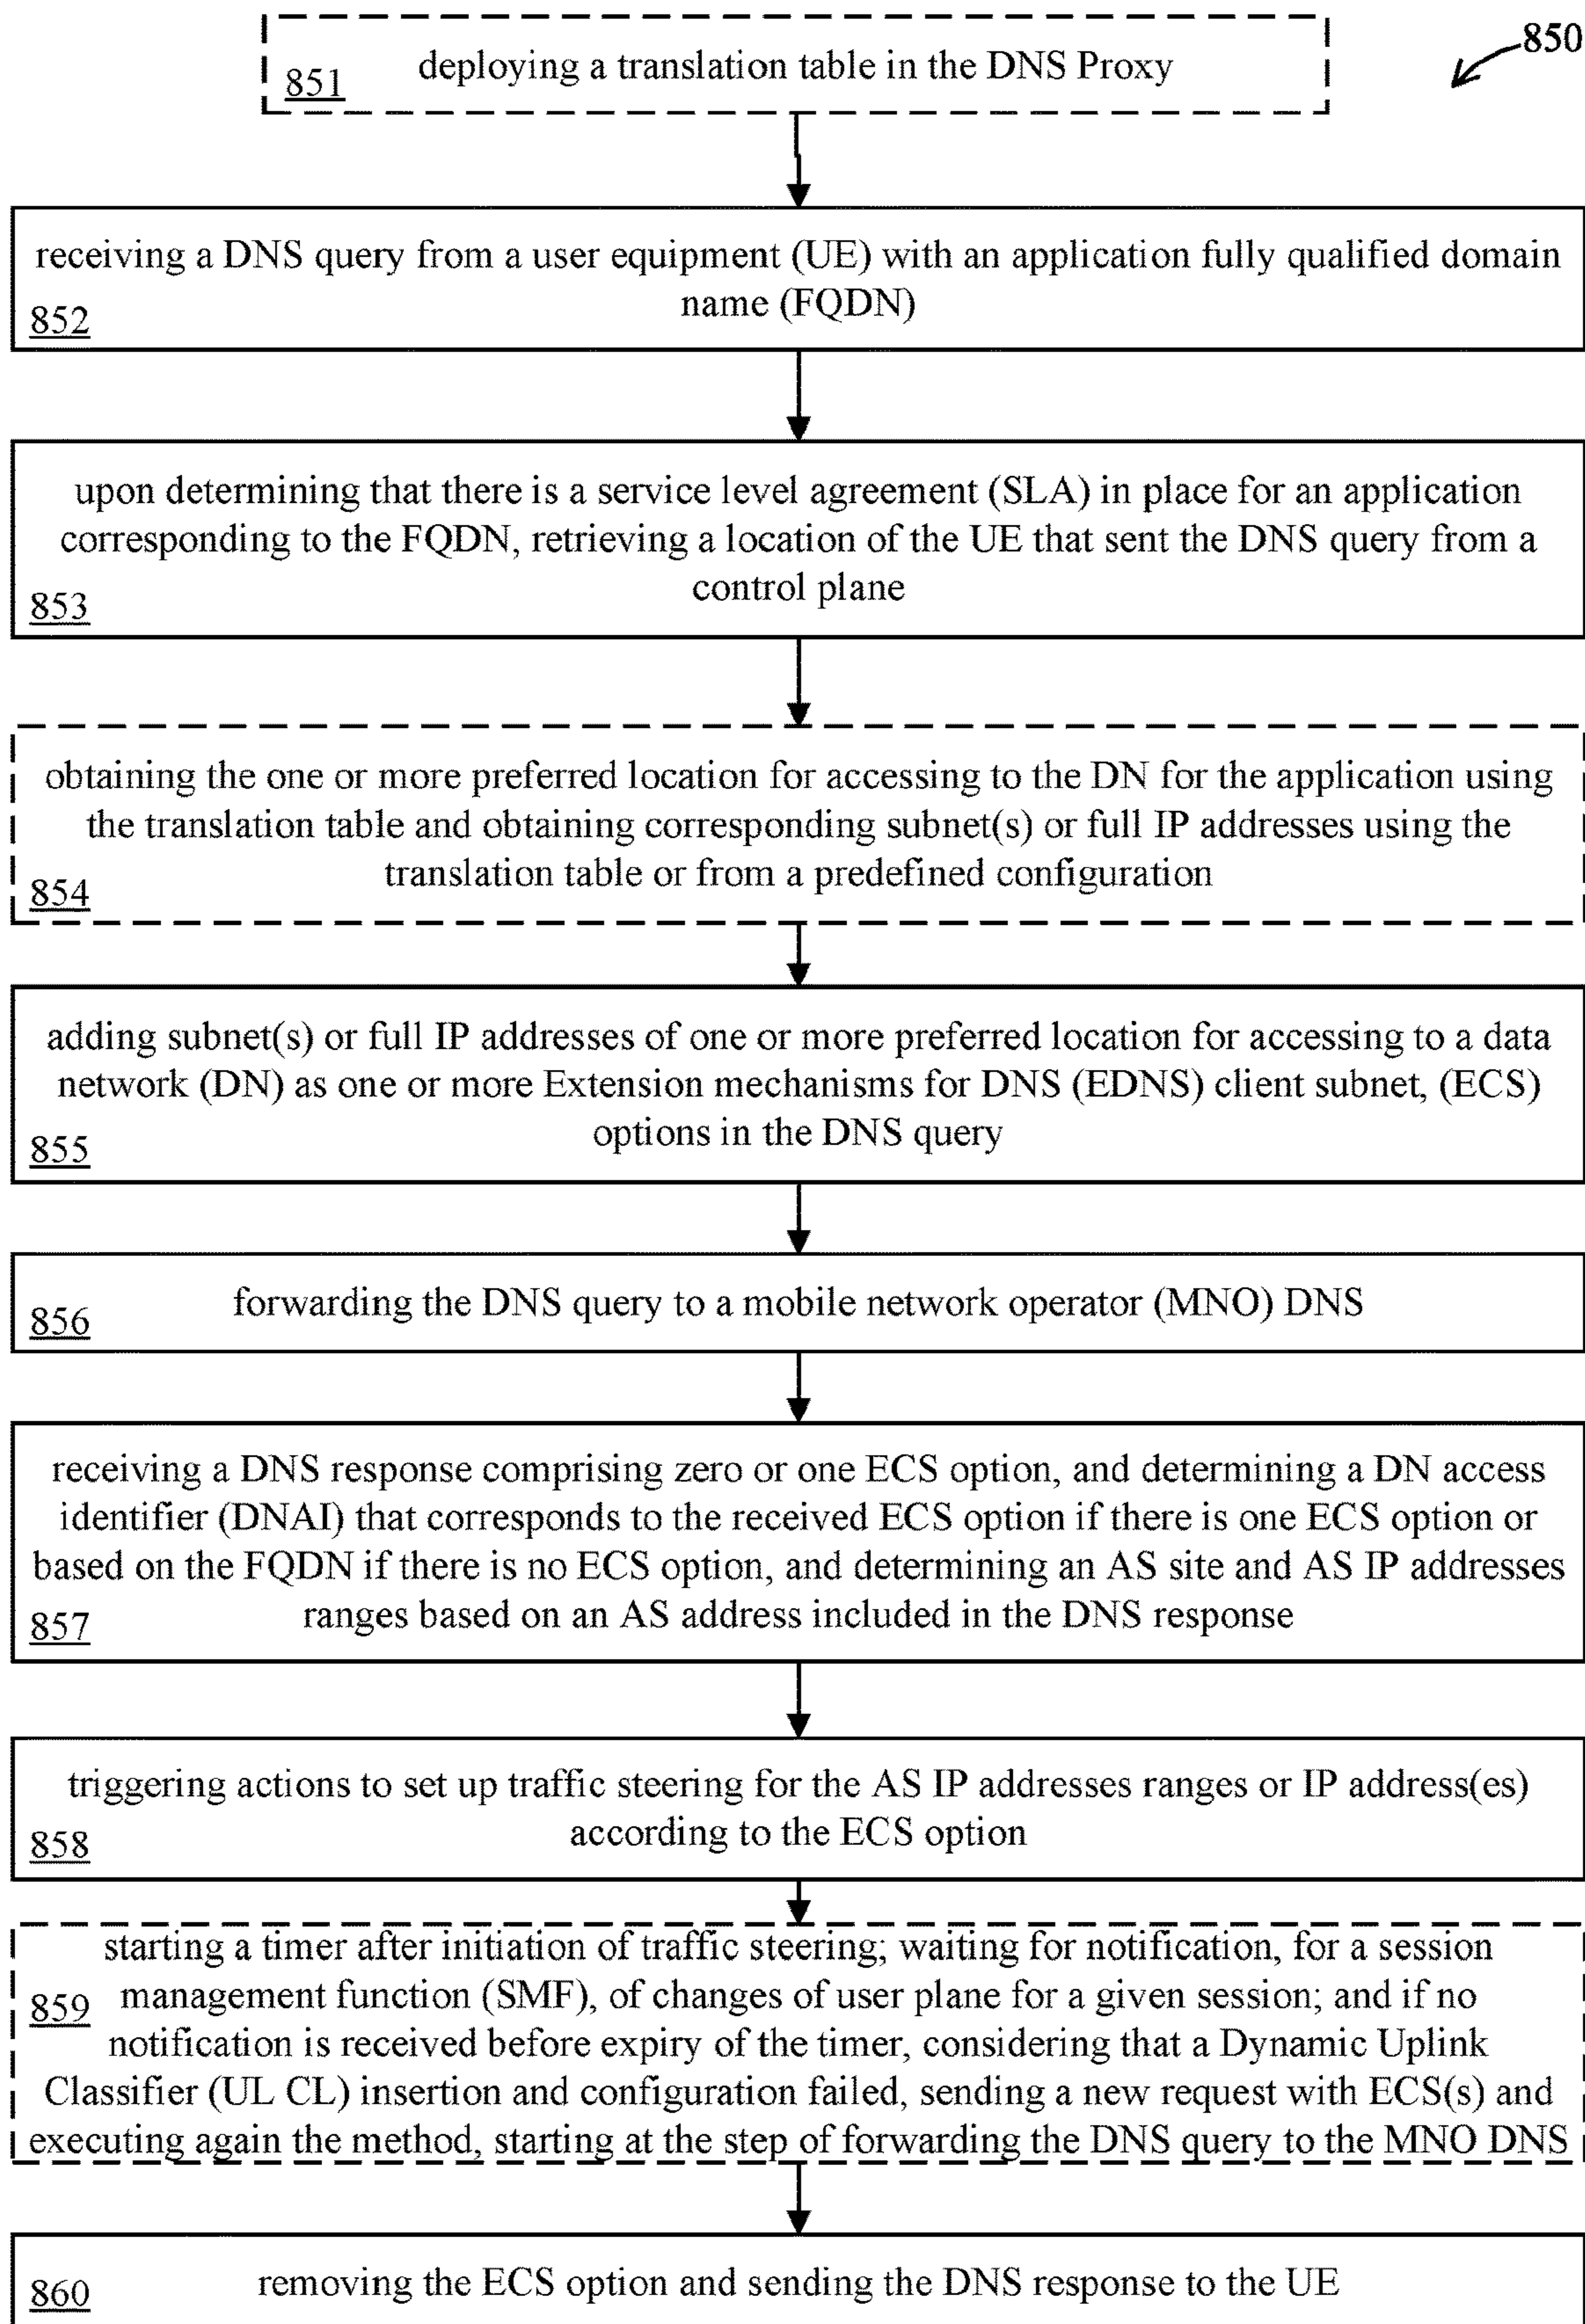 850
851 deploying a translation table in the DNS Proxy
receiving a DNS query from a user equipment (UE) with an application fully qualified domain
name (FQDN)
852
upon determining that there is a service level agreement (SLA) in place for an application
corresponding to the FQDN, retrieving a location of the UE that sent the DNS query from a
control plane
853
obtaining the one or more preferred location for accessing to the DN for the application using
the translation table and obtaining corresponding subnet(s) or full IP addresses using the
translation table or from a predefined configuration
854
adding subnet(s) or full IP addresses of one or more preferred location for accessing to a data
network (DN) as one or more Extension mechanisms for DNS (EDNS) client subnet, (ECS)
options in the DNS query
855
856 forwarding the DNS query to a mobile network operator (MNO) DNS
receiving a DNS response comprising zero or one ECS option, and determining a DN access
identifier (DNAI) that corresponds to the received ECS option if there is one ECS option or
based on the FQDN if there is no ECS option, and determining an AS site and AS IP addresses
ranges based on an AS address included in the DNS response
857
triggering actions to set up traffic steering for the AS IP addresses ranges or IP address(es)
according to the ECS option
858
starting a timer after initiation of traffic steering; waiting for notification, for a session
859 management function (SMF), of changes of user plane for a given session; and if no
notification is received before expiry of the timer, considering that a Dynamic Uplink
Classifier (UL CL) insertion and configuration failed, sending a new request with ECS(s) and
executing again the method, starting at the step of forwarding the DNS query to the MNO DNS
860 removing the ECS option and sending the DNS response to the UE